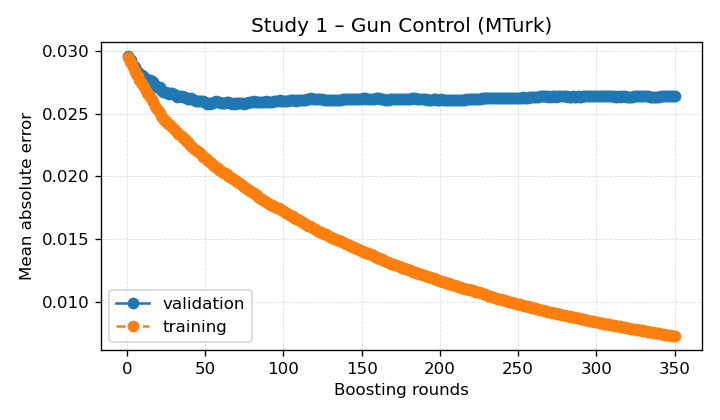 Study 1 – Gun Control (MTurk)
Mean absolute error
0.030
0.025
0.020
0.015
0.010
validation
training
0 50 100 150 200 250 300 350
Boosting rounds